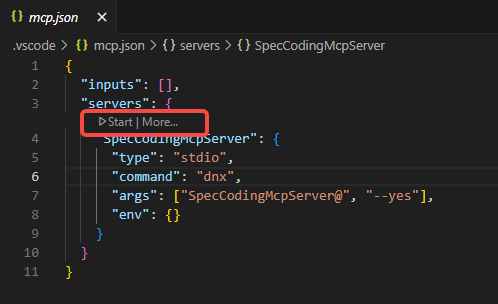 mcp.json
.vscode > mcp.json > servers > SpecCodingMcpServer
1 {
2 "inputs": [],
3 "servers": {
Start | More...
4 "SpecCodingMcpServer": {
5 "type": "stdio",
6 "command": "dnx",
7 "args": ["SpecCodingMcpServer@", "--yes"],
8 "env": {}
9 }
10 }
11 }